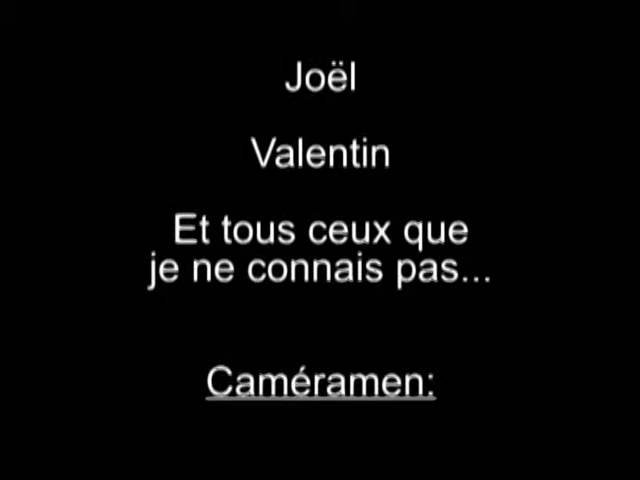 Joël
Valentin
Et tous ceux que
je ne connais pas...
Caméramen: